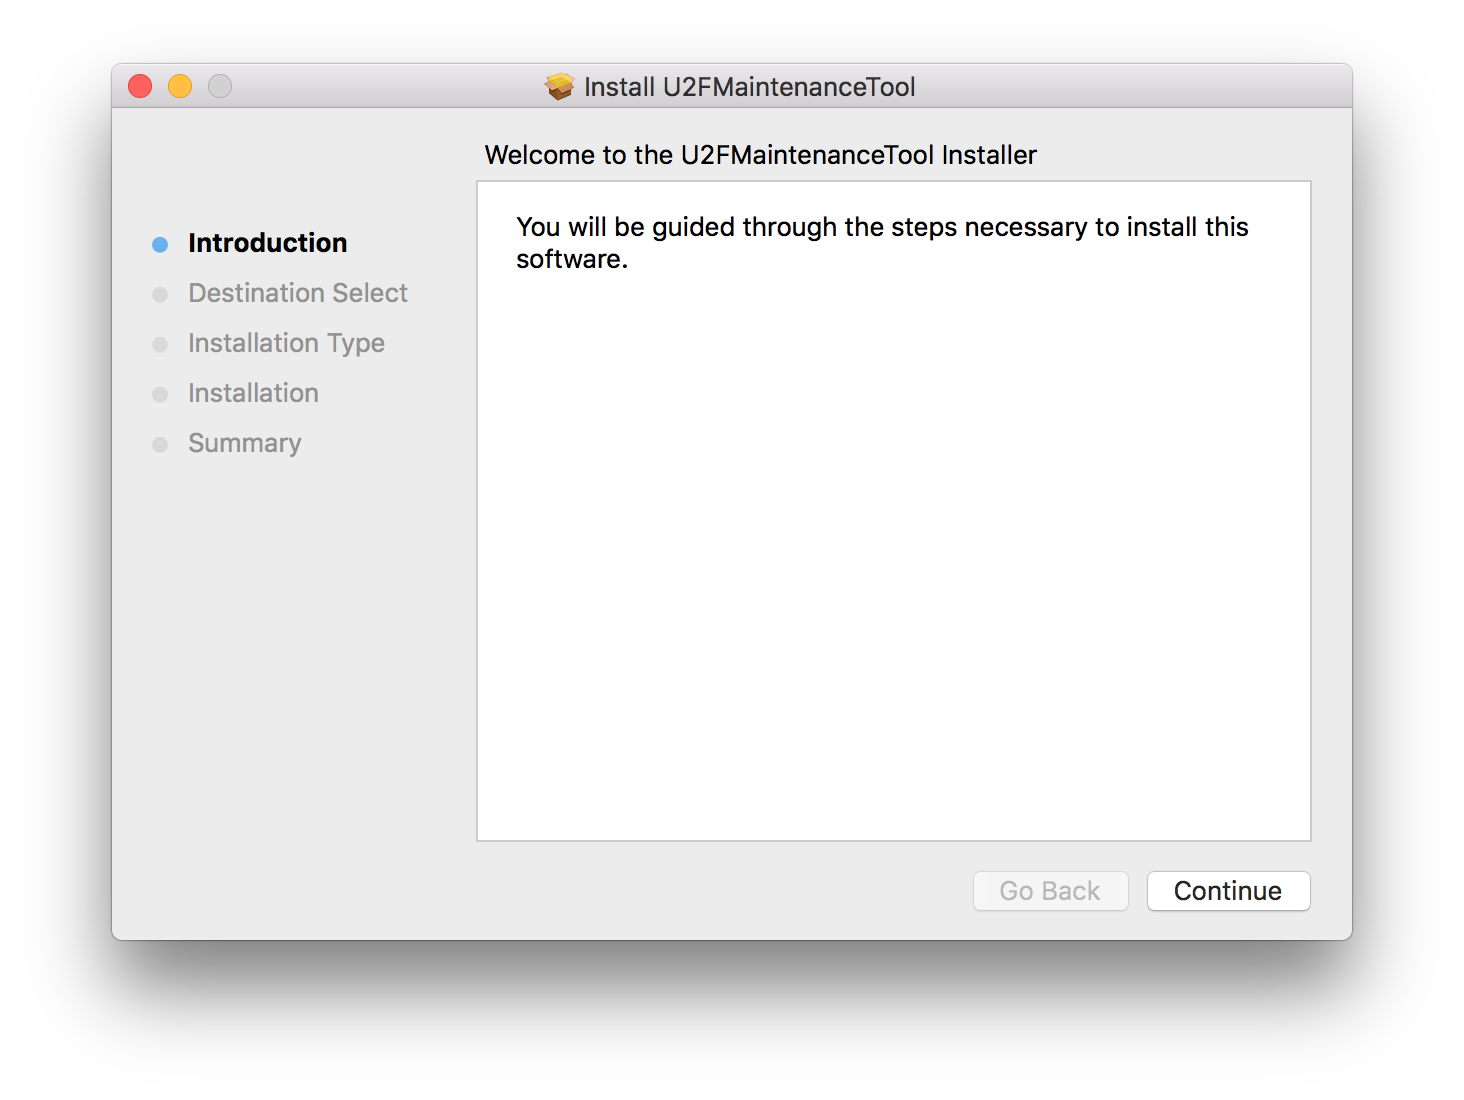 Install U2FMaintenanceTool
Welcome to the U2FMaintenanceTool Installer
Introduction
Destination Select
Installation Type
Installation
Summary
You will be guided through the steps necessary to install this
software.
Go Back
Continue